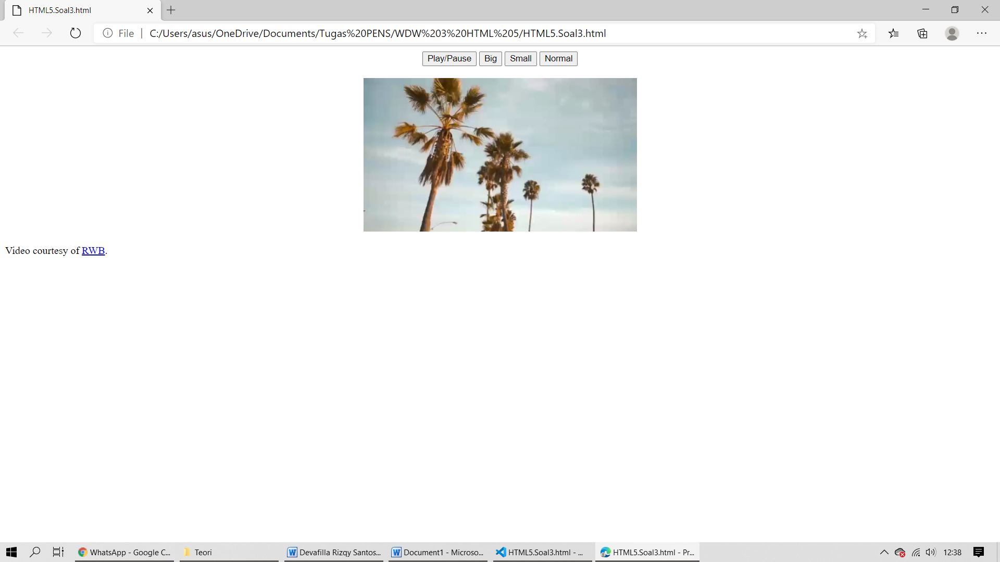 HTML5.Soal3.html
File
C:/Users/asus/OneDrive/Documents/Tugas%20PENS/WDW%203%20HTML%205/HTML5.Soal3.html
Play/Pause Big Small Normal
Video courtesy of RWB.
WhatsApp - Google C... Teori Devafilla Rizqy Santos... Document1 - Microso... HTML5.Soal3.html - ... HTML5.Soal3.html - Pr... 12:38